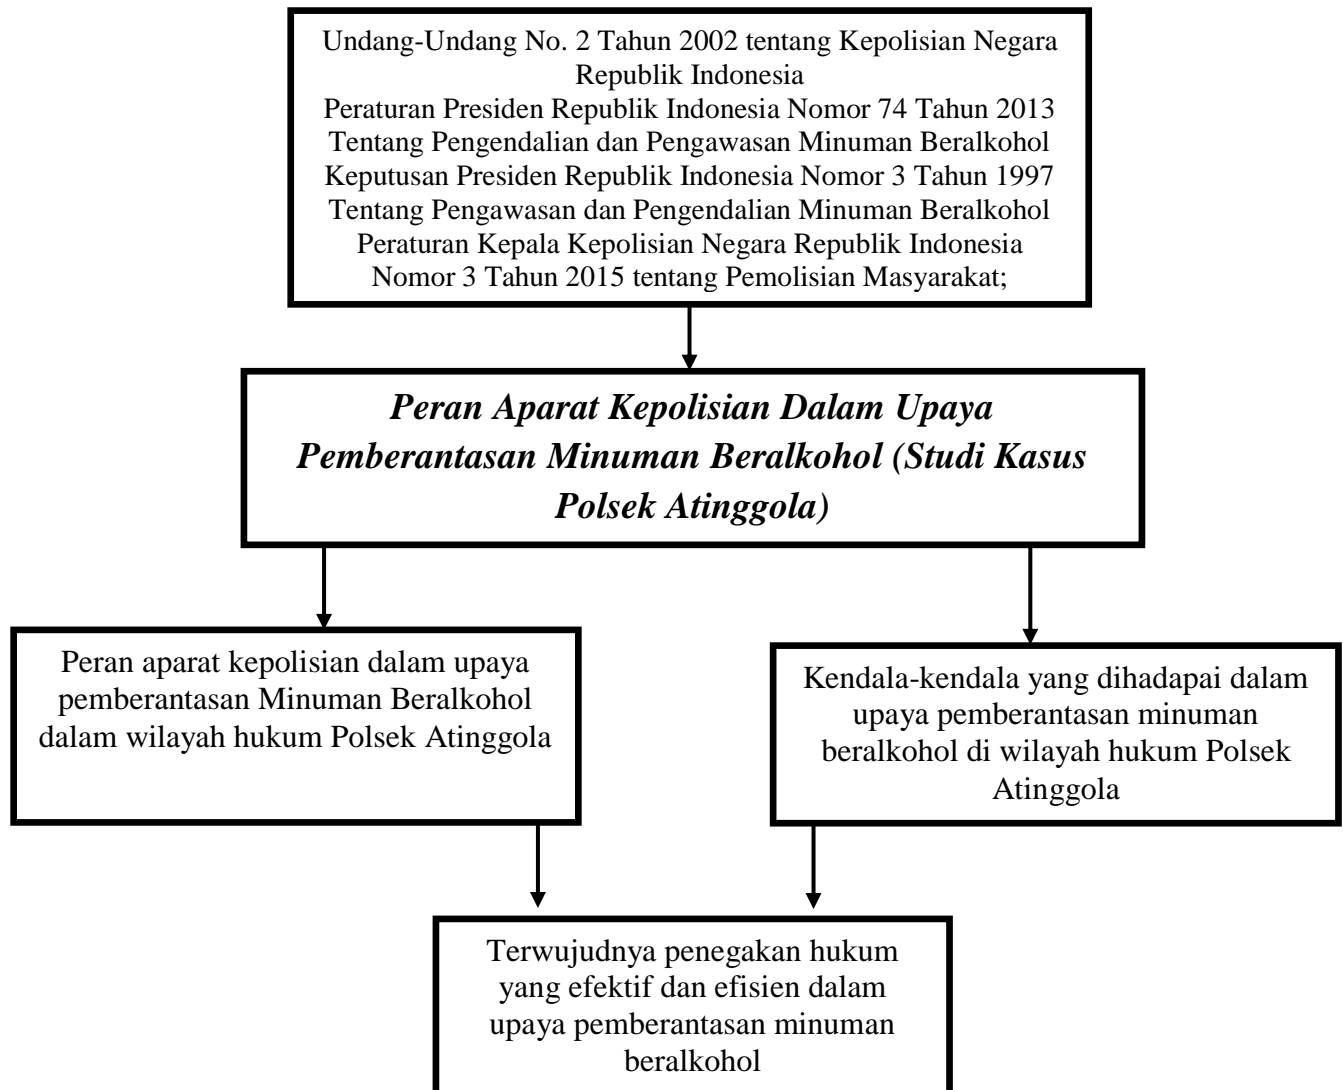 Undang-Undang No. 2 Tahun 2002 tentang Kepolisian Negara
Republik Indonesia
Peraturan Presiden Republik Indonesia Nomor 74 Tahun 2013
Tentang Pengendalian dan Pengawasan Minuman Beralkohol
Keputusan Presiden Republik Indonesia Nomor 3 Tahun 1997
Tentang Pengawasan dan Pengendalian Minuman Beralkohol
Peraturan Kepala Kepolisian Negara Republik Indonesia
Nomor 3 Tahun 2015 tentang Pemolisian Masyarakat;
Peran Aparat Kepolisian Dalam Upaya
Pemberantasan Minuman Beralkohol (Studi Kasus
Polsek Atinggola)
Peran aparat kepolisian dalam upaya
pemberantasan Minuman Beralkohol
dalam wilayah hukum Polsek Atinggola
Kendala-kendala yang dihadapai dalam
upaya pemberantasan minuman
beralkohol di wilayah hukum Polsek
Atinggola
Terwujudnya penegakan hukum
yang efektif dan efisien dalam
upaya pemberantasan minuman
beralkohol